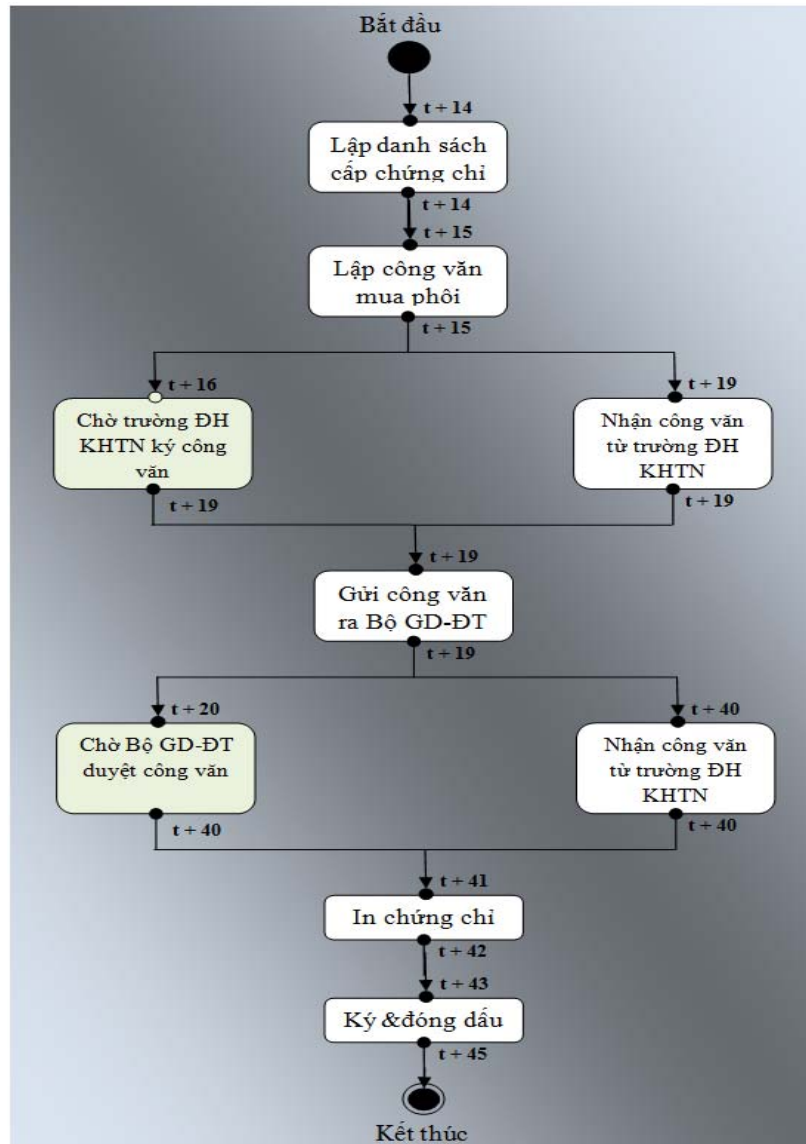 Bắt đầu
t + 14
Lập danh sách
cấp chứng chỉ
t + 14
t + 15
Lập công văn
mua phôi
t + 15
t + 16
Chờ trường ĐH
KHTN ký công
văn
t + 19
t + 19
Nhận công văn
từ trường ĐH
KHTN
t + 19
t + 19
Gửi công văn
ra Bộ GD-ĐT
t + 19
t + 20
Chờ Bộ GD-ĐT
duyệt công văn
t + 40
t + 40
Nhận công văn
từ trường ĐH
KHTN
t + 40
t + 41
In chứng chỉ
t + 42
t + 43
Ký &đóng dấu
t + 45
Kết thúc